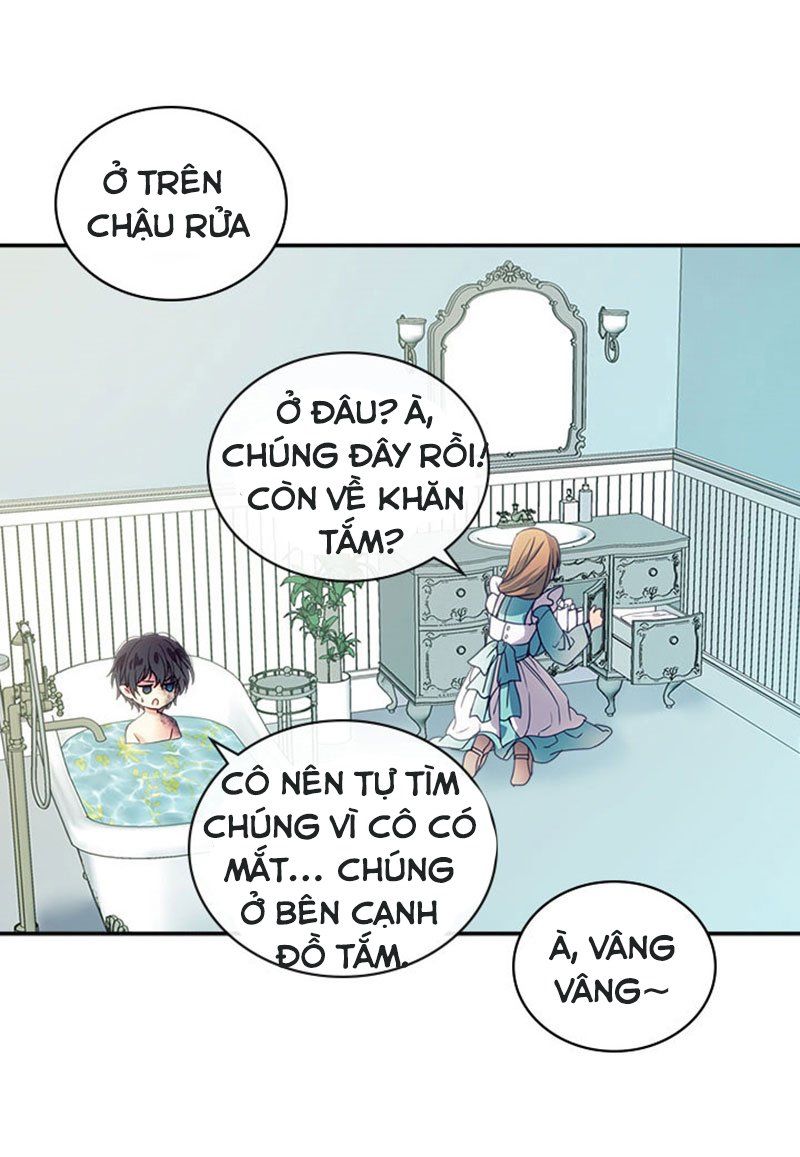 Ở TRÊN
CHẬU RỬA
Ở ĐÂU? À,
CHÚNG ĐÂY RỒI!
CÒN VỀ KHĂN
TẮM?
CÔ NÊN TỰ TÌM
CHÚNG VÌ CÔ CÓ
MẮT... CHÚNG
Ở BÊN CẠNH
ĐỒ TẮM.
À, VÂNG
VÂNG~